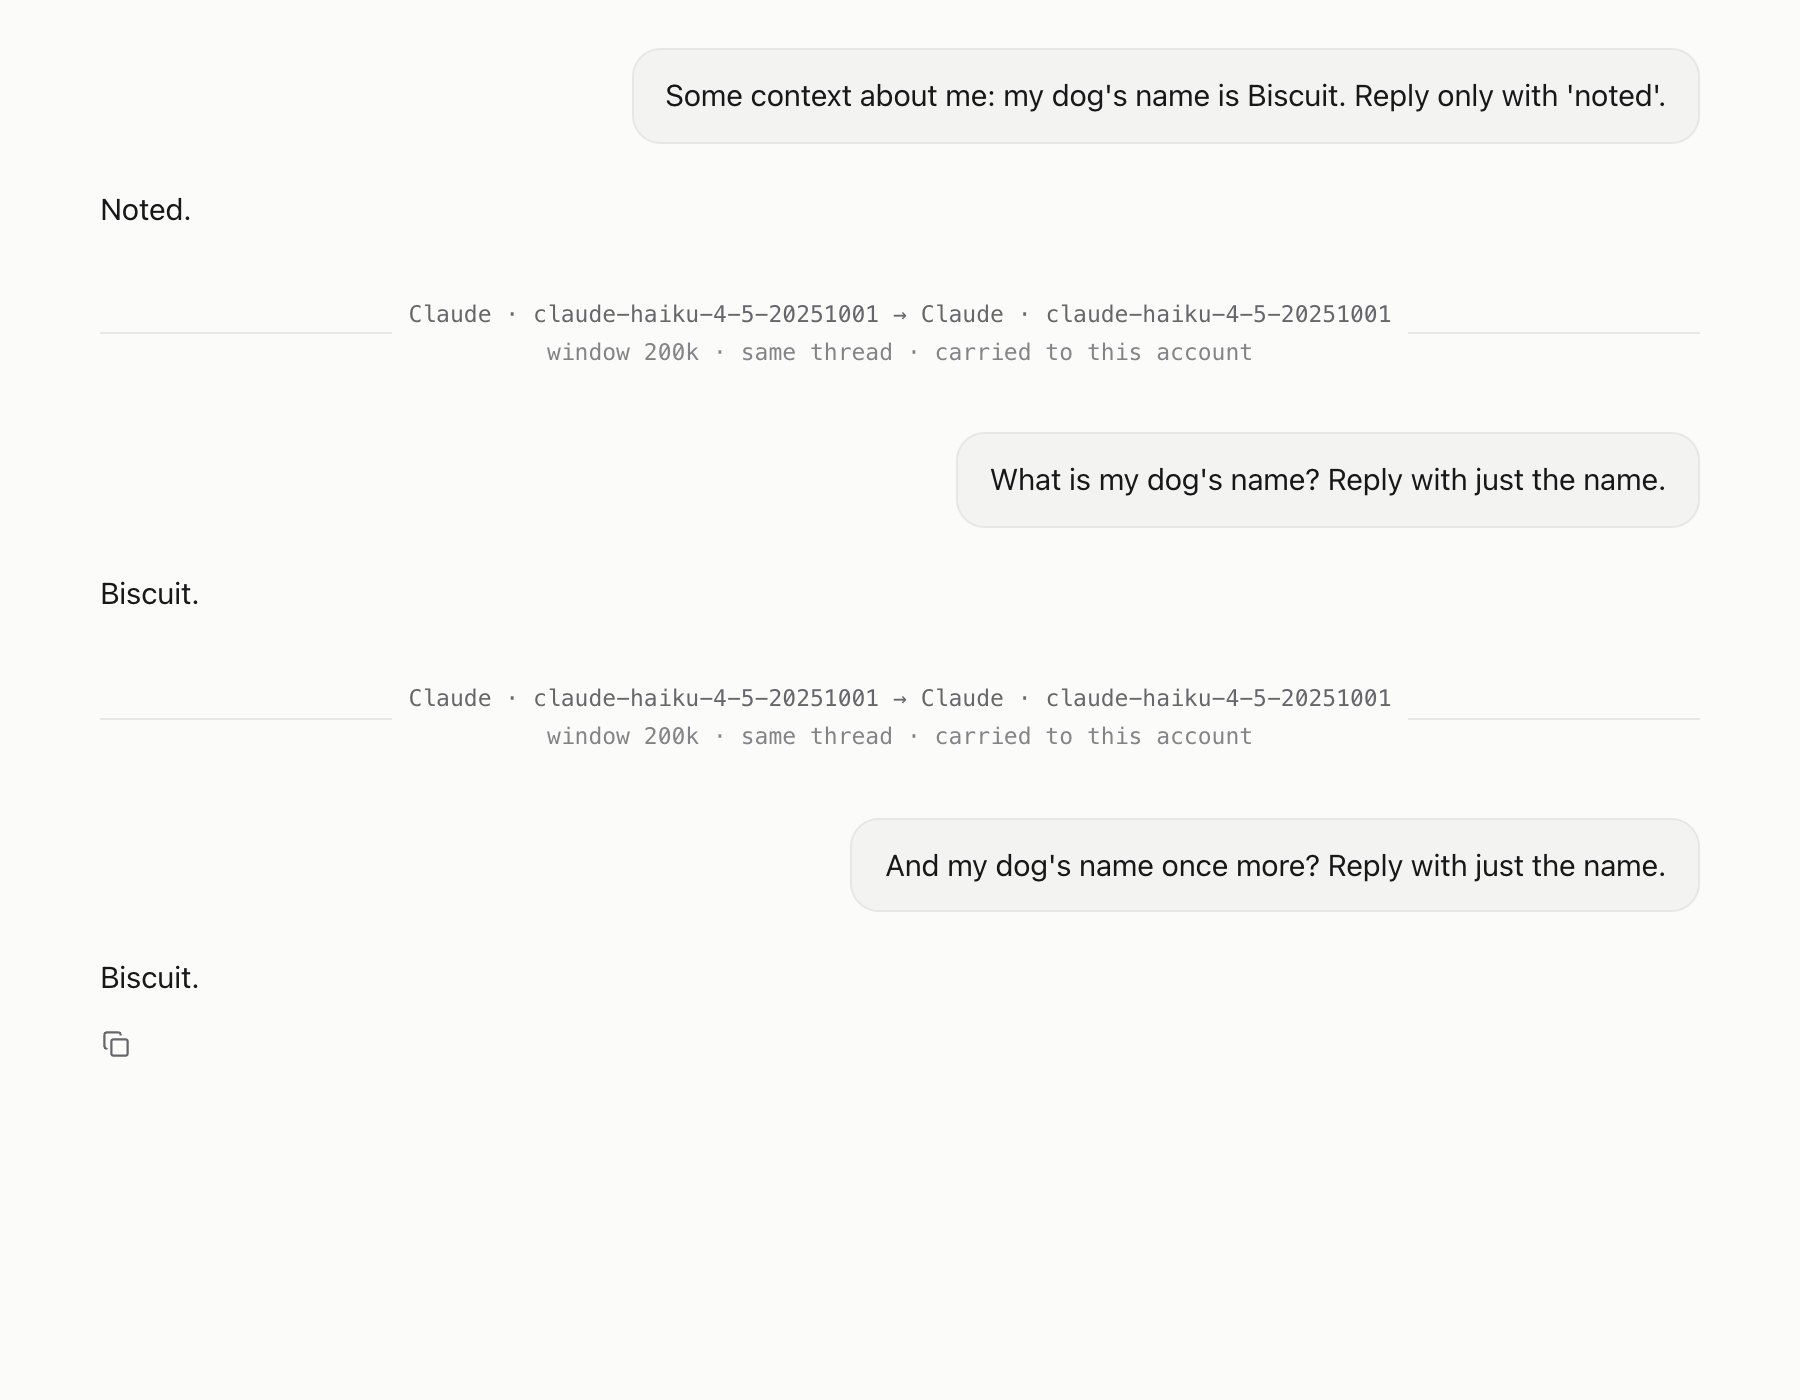 Some context about me: my dog's name is Biscuit. Reply only with 'noted'.
Noted.
Claude · claude-haiku-4-5-20251001 → Claude · claude-haiku-4-5-20251001
window 200k · same thread · carried to this account
What is my dog's name? Reply with just the name.
Biscuit.
Claude · claude-haiku-4-5-20251001 → Claude · claude-haiku-4-5-20251001
window 200k · same thread · carried to this account
And my dog's name once more? Reply with just the name.
Biscuit.